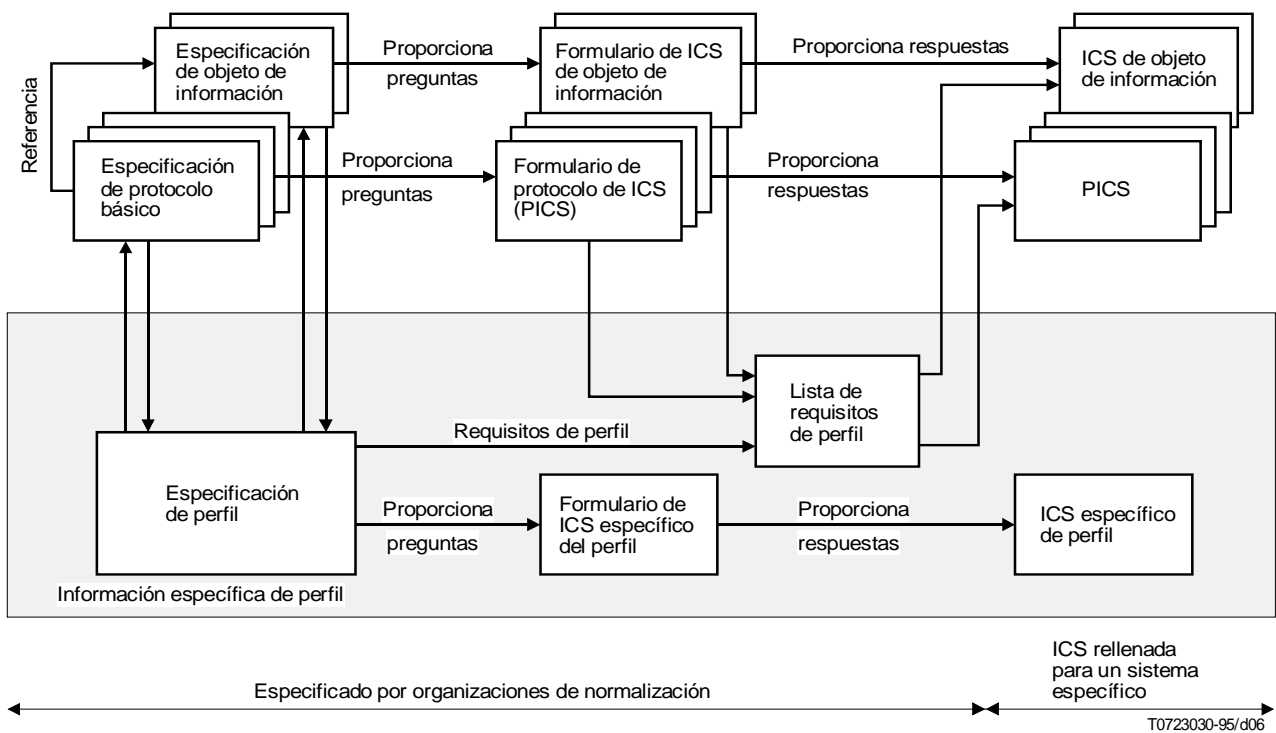 Especificación
de objeto de
información
Proporciona
preguntas
Formulario de ICS
de objeto de
información
Proporciona respuestas
ICS de objeto
de información
Referencia
Especificación
de protocolo
básico
Proporciona
preguntas
Formulario de
protocolo de ICS
(PICS)
Proporciona
respuestas
PICS
Lista de
requisitos
de perfil
Requisitos de perfil
Especificación
de perfil
Proporciona
preguntas
Formulario de
ICS específico
del perfil
Proporciona
respuestas
ICS específico
de perfil
Información específica de perfil
Especificado por organizaciones de normalización
ICS rellenada
para un sistema
específico
T0723030-95/d06